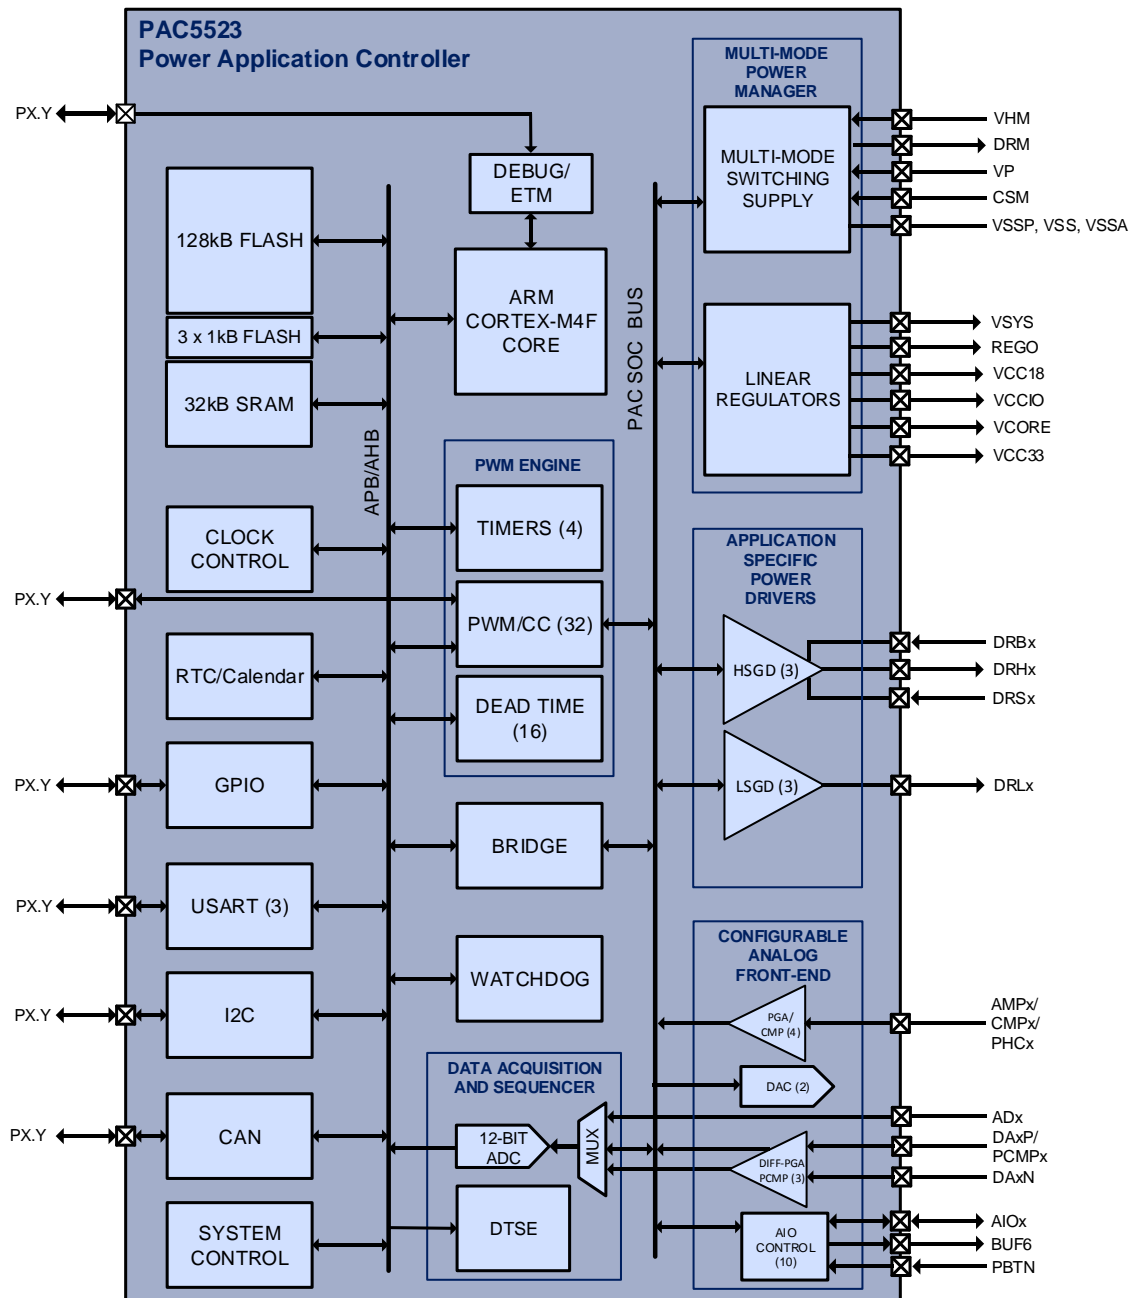 PAC5523
Power Application Controller
PX.Y
DEBUG/
ETM
128kB FLASH
3 x 1kB FLASH
32kB SRAM
ARM
CORTEX-M4F
CORE
APB/AHB
PAC SOC BUS
MULTI-MODE
POWER
MANAGER
MULTI-MODE
SWITCHING
SUPPLY
VHM
DRM
VP
CSM
VSSP, VSS, VSSA
LINEAR
REGULATORS
VSYS
REGO
VCC18
VCCIO
VCORE
VCC33
CLOCK
CONTROL
PWM ENGINE
TIMERS (4)
PX.Y
PWM/CC (32)
RTC/Calendar
DEAD TIME
(16)
APPLICATION
SPECIFIC
POWER
DRIVERS
HSGD (3)
DRBx
DRHx
DRSx
PX.Y
GPIO
LSGD (3)
DRLx
BRIDGE
PX.Y
USART (3)
WATCHDOG
PX.Y
I2C
CONFIGURABLE
ANALOG
FRONT-END
PGA/
CMP (4)
AMPx/
CMPx/
PHCx
DAC (2)
DATA ACQUISITION
AND SEQUENCER
PX.Y
CAN
12-BIT
ADC
MUX
ADx
DIFF-PGA
PCMP (3)
DAxP/
PCMPx
DAxN
SYSTEM
CONTROL
DTSE
AIO
CONTROL
(10)
AIOx
BUF6
PBTN